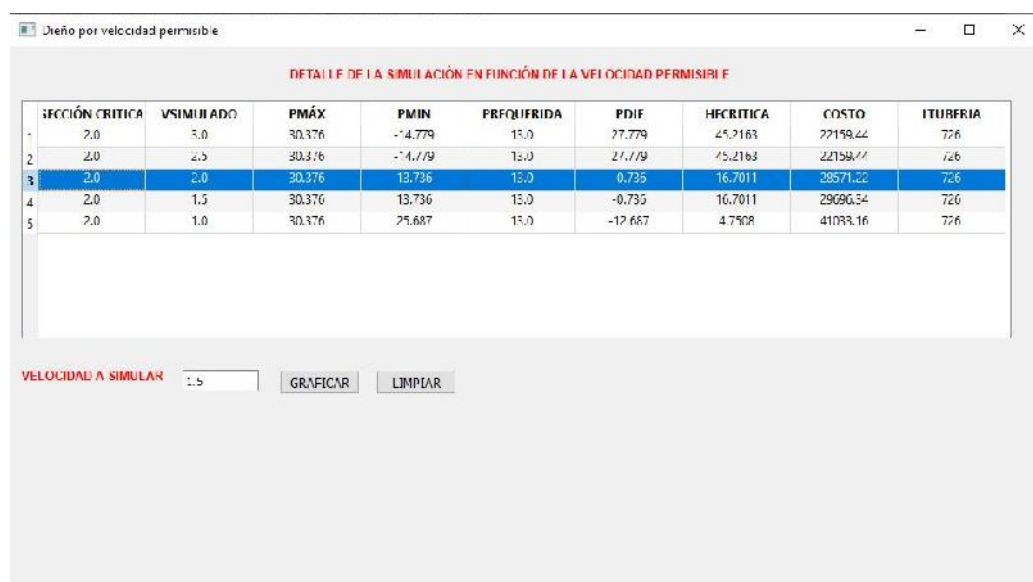 Dieño por velocidad permisible
DETALLE DE LA SIMULACIÓN EN FUNCIÓN DE LA VELOCIDAD PERMISIBLE
SECCIÓN CRITICA VSIMULADO PMÁX PMIN PREQUERIDA PDIF HFCRITICA COSTO ITUBERIA
1 2.0 3.0 30.376 -14.779 13.0 27.779 45.2163 22159.44 726
2 2.0 2.5 30.376 -14.779 13.0 27.779 45.2163 22159.44 726
3 2.0 2.0 30.376 13.736 13.0 0.736 16.7011 28571.22 726
4 2.0 1.5 30.376 13.736 13.0 -0.736 16.7011 29696.34 726
5 2.0 1.0 30.376 25.687 13.0 -12.687 4.7508 41033.16 726
VELOCIDAD A SIMULAR 1.5 GRAFICAR LIMPIAR